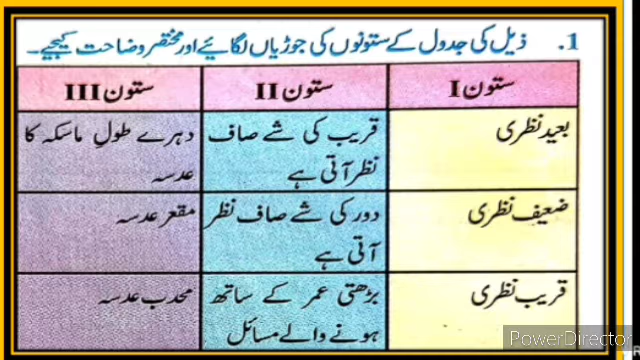 1. ذیل کی جدول کے ستونوں کی جوڑیاں لگائیے اور مختصر وضاحت کیجیے۔
ستون I ستون II ستون III
بعید نظری قریب کی شے صاف دہرے طولِ ماسکہ کا
نظر آتی ہے عدسہ
ضعیف نظری دور کی شے صاف نظر مقعر عدسہ
آتی ہے
قریب نظری بڑھتی عمر کے ساتھ محدب عدسہ
ہونے والے مسائل
PowerDirector